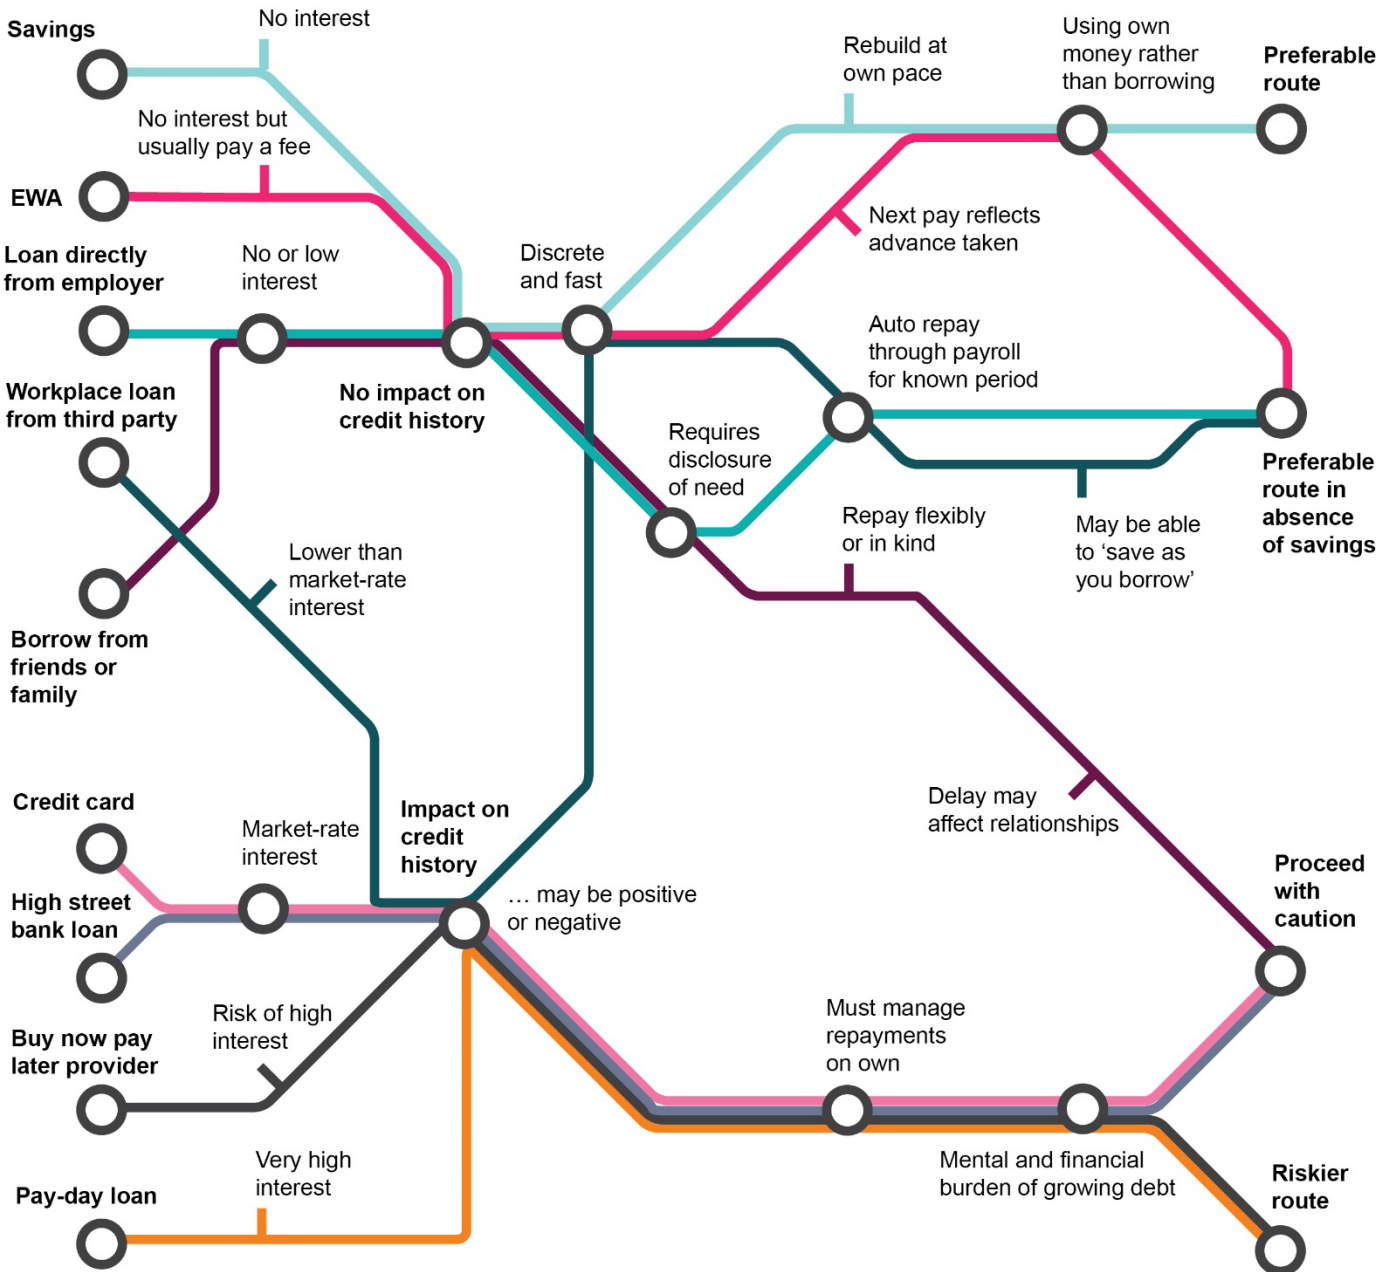 Savings
No interest
No interest but
usually pay a fee
EWA
Loan directly
from employer
No or low
interest
Discrete
and fast
Rebuild at
own pace
Using own
money rather
than borrowing
Preferable
route
Next pay reflects
advance taken
Workplace loan
from third party
No impact on
credit history
Auto repay
through payroll
for known period
Requires
disclosure
of need
Preferable
route in
absence
of savings
May be able
to ‘save as
you borrow’
Repay flexibly
or in kind
Lower than
market-rate
interest
Borrow from
friends or
family
Delay may
affect relationships
Credit card
Market-rate
interest
Impact on
credit
history
… may be positive
or negative
High street
bank loan
Proceed
with
caution
Risk of high
interest
Buy now pay
later provider
Must manage
repayments
on own
Mental and financial
burden of growing debt
Very high
interest
Pay-day loan
Riskier
route